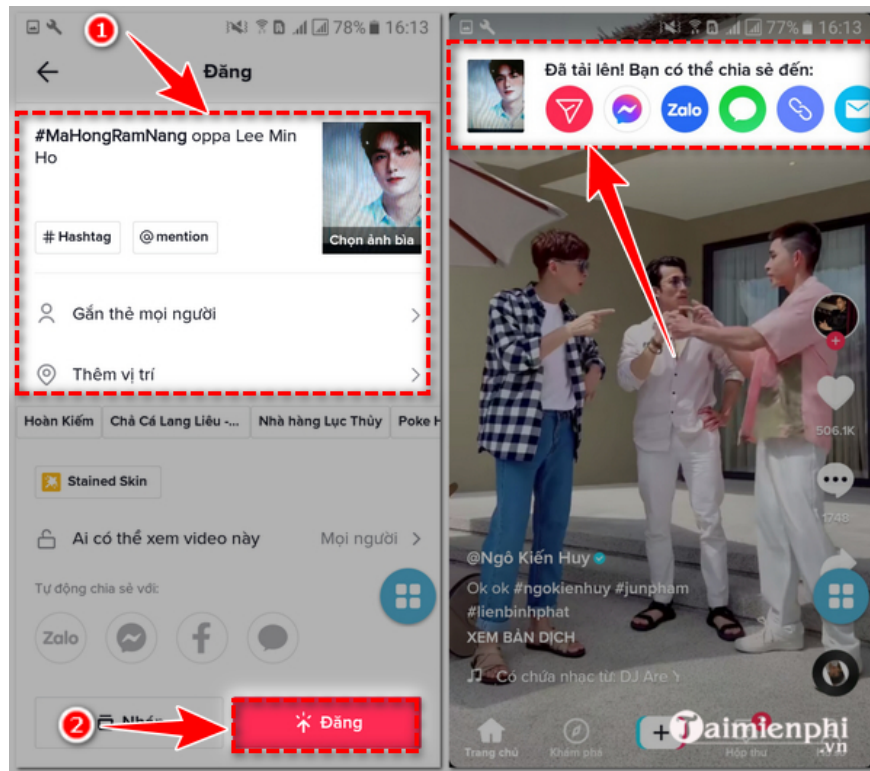 78% 16:13
1
Đăng
#MaHongRamNang oppa Lee Min
Ho
# Hashtag
@ mention
Chọn ảnh bìa
Gắn thẻ mọi người
Thêm vị trí
Hoàn Kiếm
Chả Cá Lang Liêu -...
Nhà hàng Lục Thủy
Poke H
Stained Skin
Ai có thể xem video này
Mọi người
Tự động chia sẻ với:
Zalo
2
Đăng
77% 16:13
Đã tải lên! Bạn có thể chia sẻ đến:
Zalo
506.1K
1748
@Ngô Kiến Huy
Ok ok #ngokienhuy #junpham
#lienbinhphat
XEM BẢN DỊCH
Có chứa nhạc từ: DJ Are Y
Trang chủ
Khám phá
Hộp thư
Taimienphi
.vn